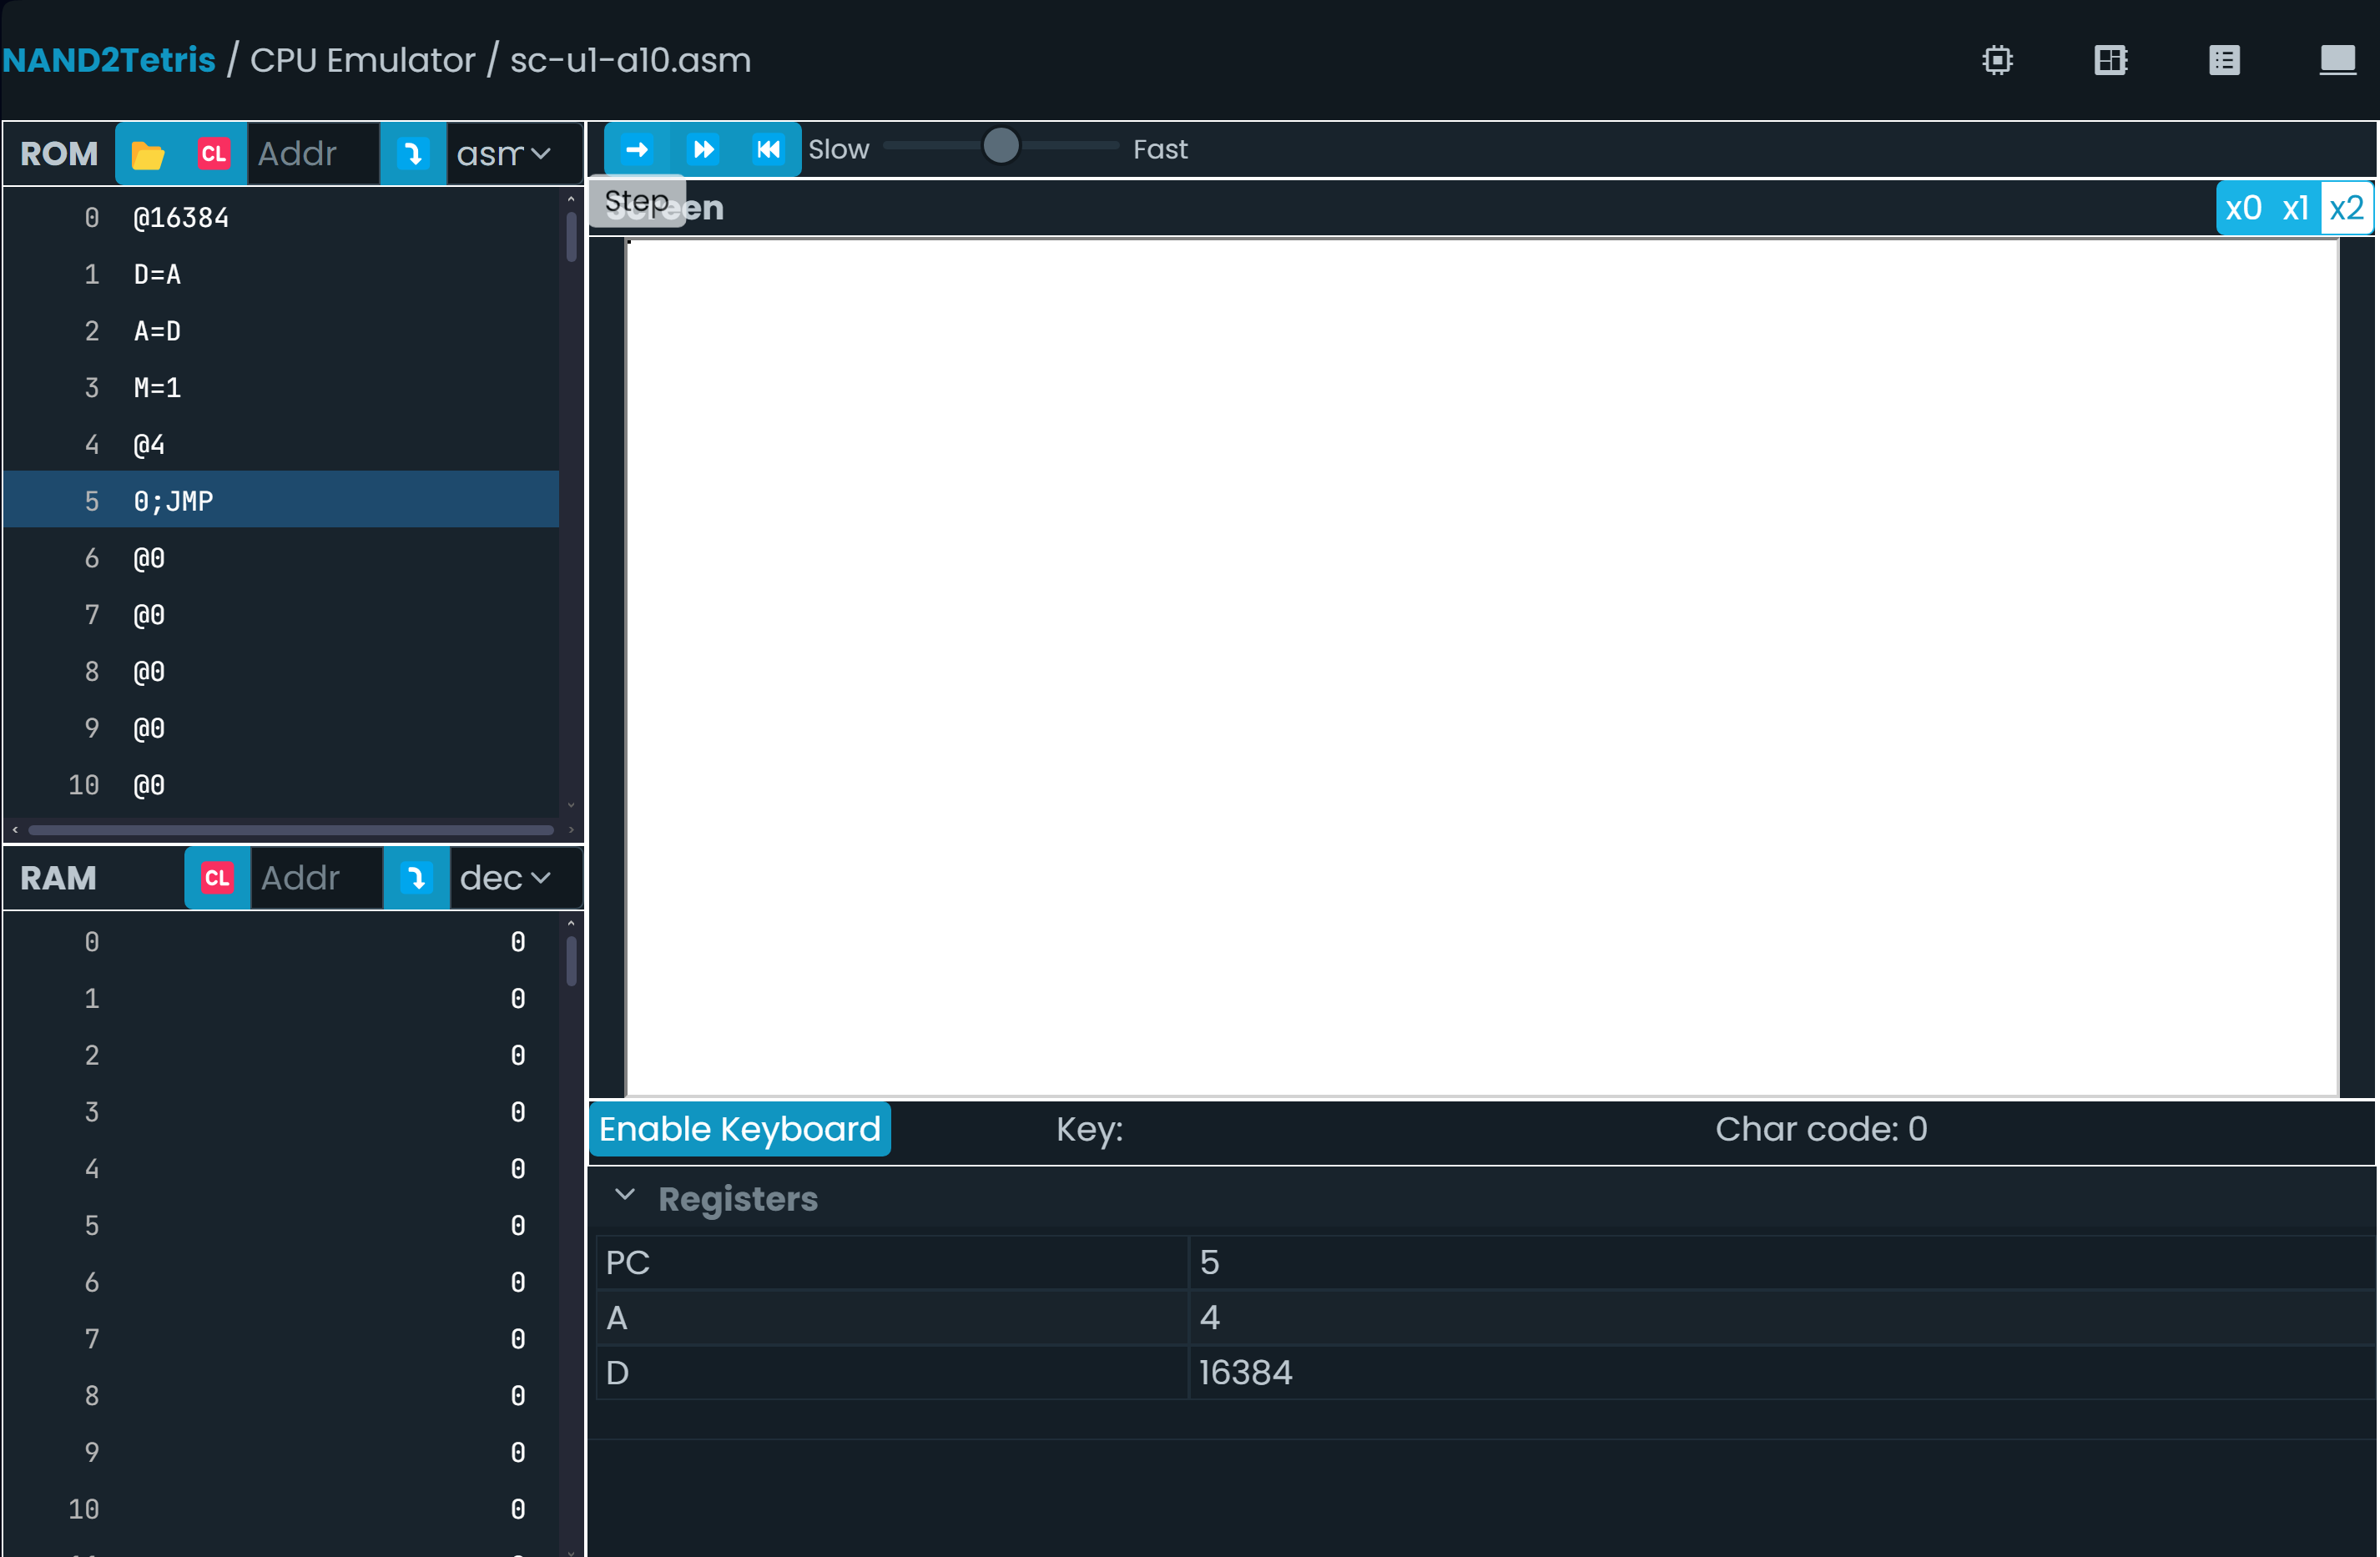 NAND2Tetris / CPU Emulator / sc-u1-a10.asm
ROM CL Addr asm
0 @16384
1 D=A
2 A=D
3 M=1
4 @4
5 0;JMP
6 @0
7 @0
8 @0
9 @0
10 @0
RAM CL Addr dec
0 0
1 0
2 0
3 0
4 0
5 0
6 0
7 0
8 0
9 0
10 0
Slow Fast
Step
Screen x0 x1 x2
Enable Keyboard Key: Char code: 0
Registers
PC 5
A 4
D 16384